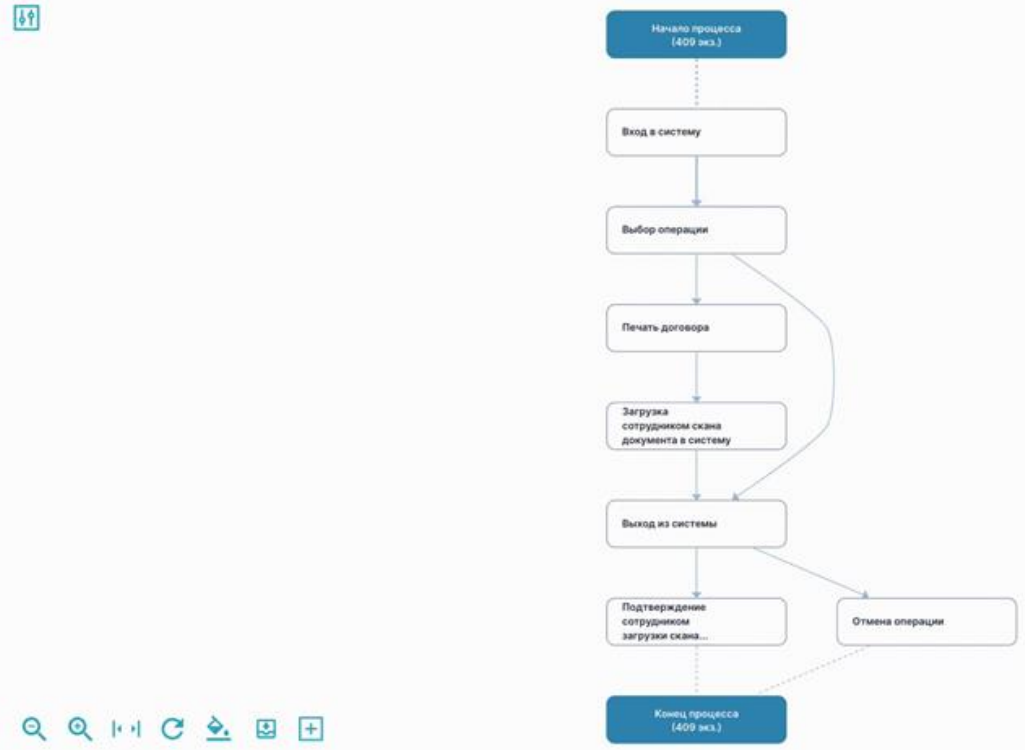 Начало процесса
(409 экз.)
Вход в систему
Выбор операции
Печать договора
Загрузка
сотрудником скана
документа в систему
Выход из системы
Подтверждение
сотрудником
загрузки скана...
Отмена операции
Конец процесса
(409 экз.)